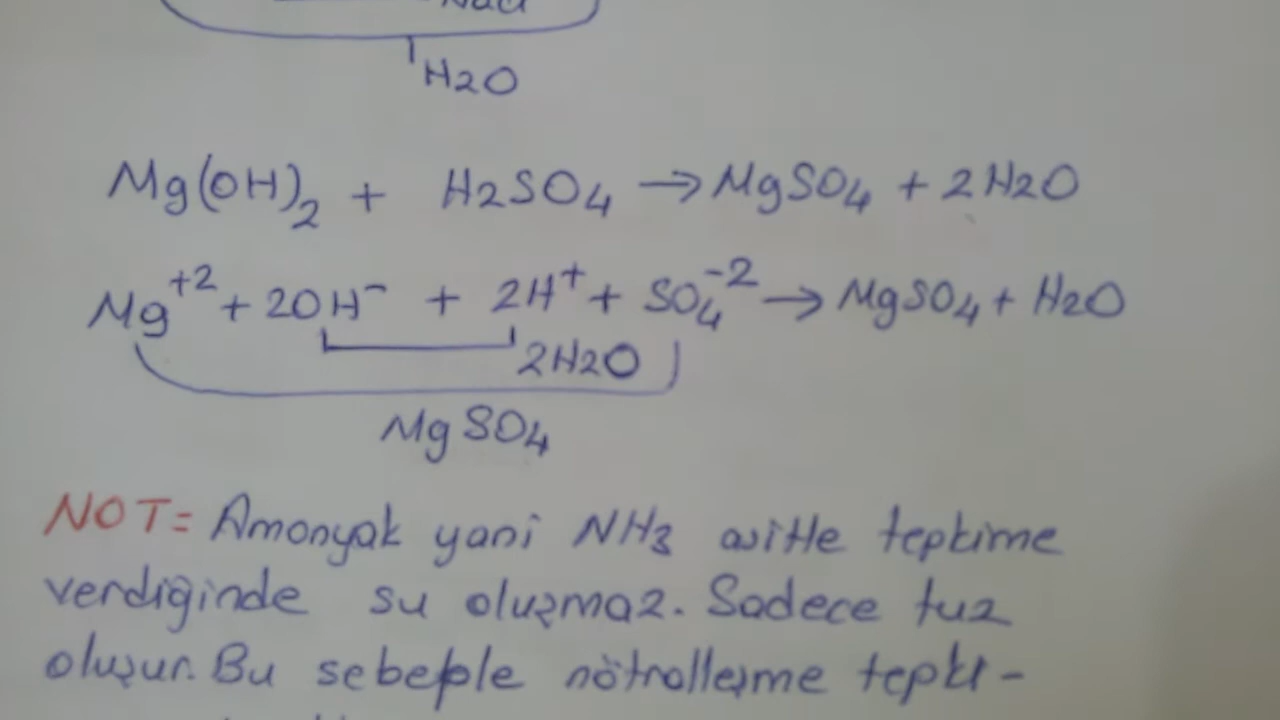 NaCl
H2O
Mg(OH)2 + H2SO4 → MgSO4 + 2H2O
Mg+2 + 2OH- + 2H+ + SO4-2 → MgSO4 + H2O
2H2O
MgSO4
NOT= Amonyak yani NH3 asitle tepkime
verdiğinde su oluşmaz. Sadece tuz
oluşur. Bu sebeple nötralleşme tepki-